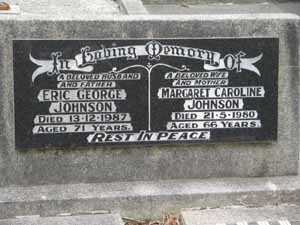 In Loving Memory Of
A BELOVED HUSBAND
AND FATHER
ERIC GEORGE
JOHNSON
DIED 13-12-1987
AGED 71 YEARS.
A BELOVED WIFE
AND MOTHER
MARGARET CAROLINE
JOHNSON
DIED 21-5-1980
AGED 66 YEARS
REST IN PEACE